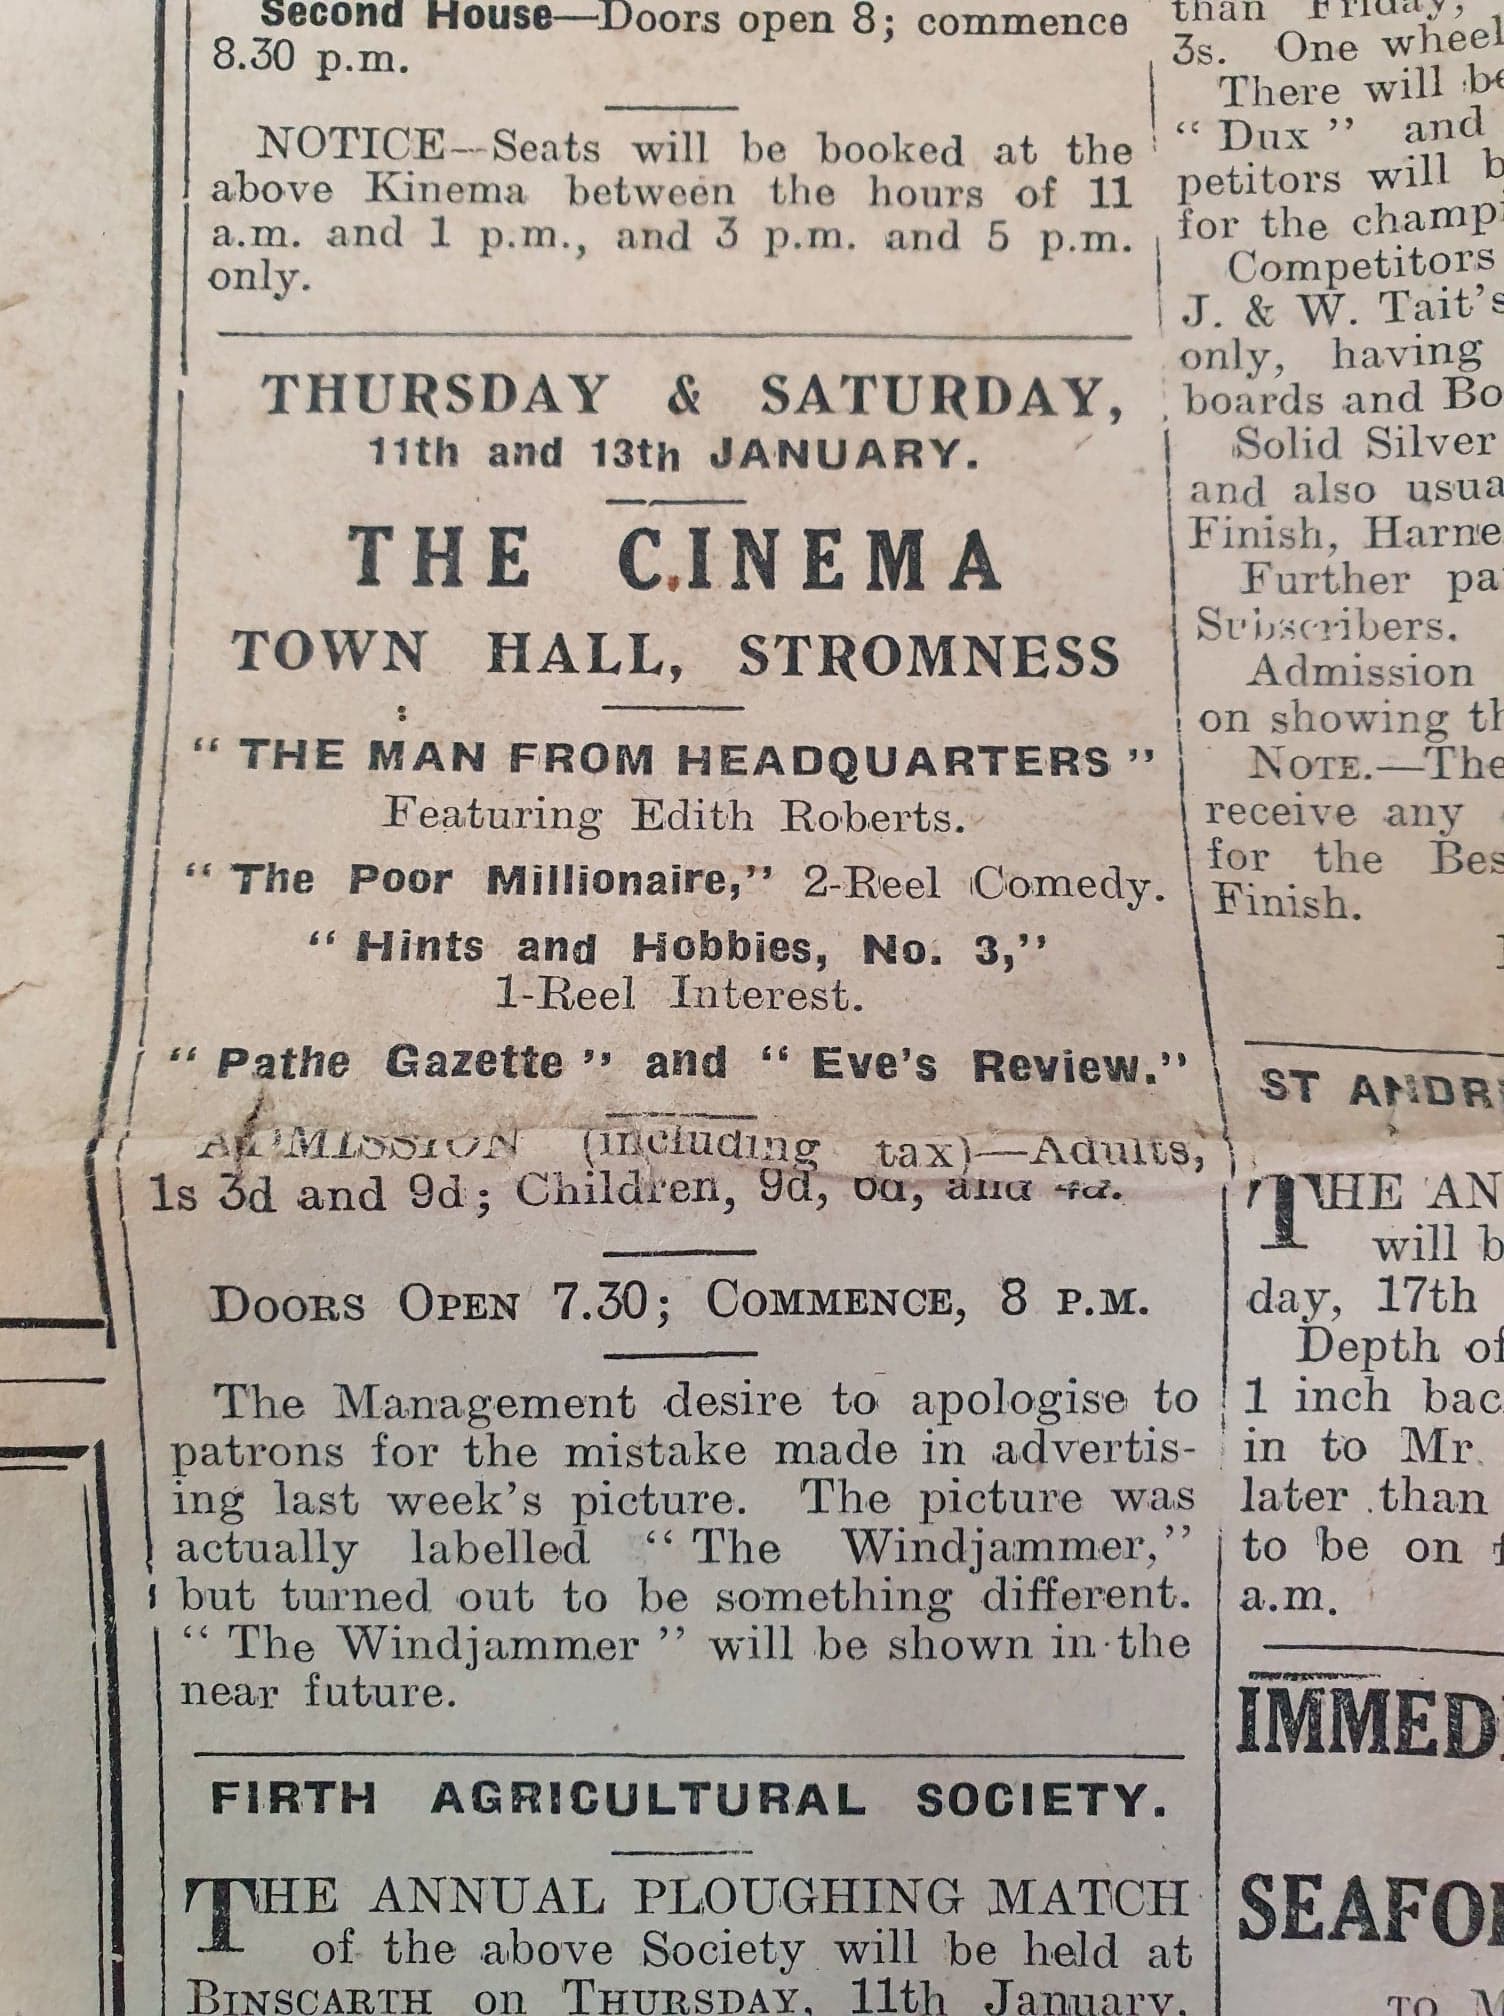 Second House—Doors open 8; commence
8.30 p.m.
NOTICE—Seats will be booked at the
above Kinema between the hours of 11
a.m. and 1 p.m., and 3 p.m. and 5 p.m.
only.
THURSDAY & SATURDAY,
11th and 13th JANUARY.
THE CINEMA
TOWN HALL, STROMNESS
“ THE MAN FROM HEADQUARTERS ”
Featuring Edith Roberts.
“ The Poor Millionaire,” 2-Reel Comedy.
“ Hints and Hobbies, No. 3,”
1-Reel Interest.
“ Pathe Gazette ” and “ Eve’s Review.”
ADMISSION (including tax)—Adults,
1s 3d and 9d; Children, 9d, 6d, and 4d.
DOORS OPEN 7.30; COMMENCE, 8 P.M.
The Management desire to apologise to
patrons for the mistake made in advertis-
ing last week’s picture. The picture was
actually labelled “ The Windjammer,”
but turned out to be something different.
“ The Windjammer ” will be shown in the
near future.
FIRTH AGRICULTURAL SOCIETY.
THE ANNUAL PLOUGHING MATCH
of the above Society will be held at
BINSCARTH on THURSDAY, 11th January.
than Friday,
3s. One wheel
There will be
“ Dux ” and
petitors will b
for the champi
Competitors
J. & W. Tait’s
only, having
boards and Bo
Solid Silver
and also usua
Finish, Harne
Further pa
Subscribers.
Admission
on showing th
NOTE.—The
receive any
for the Bes
Finish.
ST ANDR
THE AN
will b
day, 17th
Depth of
1 inch bac
in to Mr.
later than
to be on
a.m.
IMMEDI
SEAFO
TO M